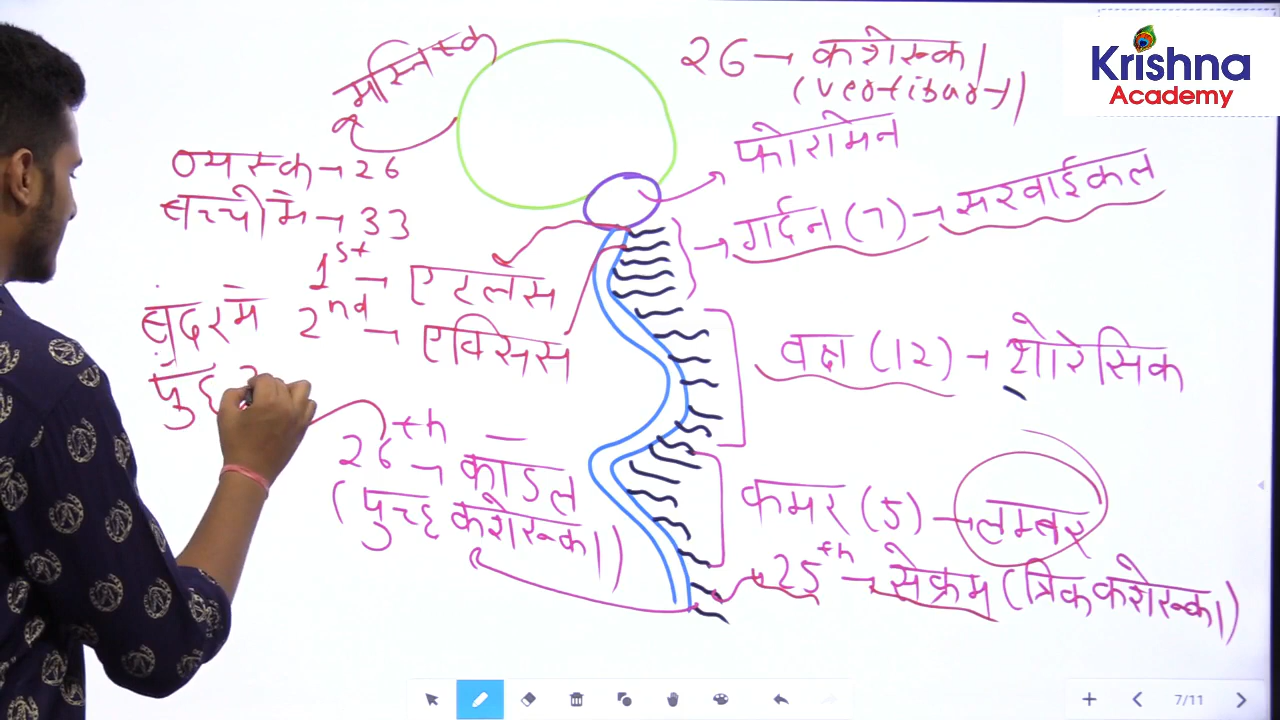 मस्तिष्क
26 → कशेरूका
(vertibart)
Krishna
Academy
फोरामेन
व्यस्क → 26
बच्चो में → 33
गर्दन (7) → सरवाईकल
1st → एटलस
2nd → एक्सिस
बंदर में
पुंछ
वक्ष (12) → थोरेसिक
26th → कॉडल
(पुच्छ कशेरूका)
कमर (5) → लम्बर
25th → सेक्रम (त्रिक कशेरूका)
7/11